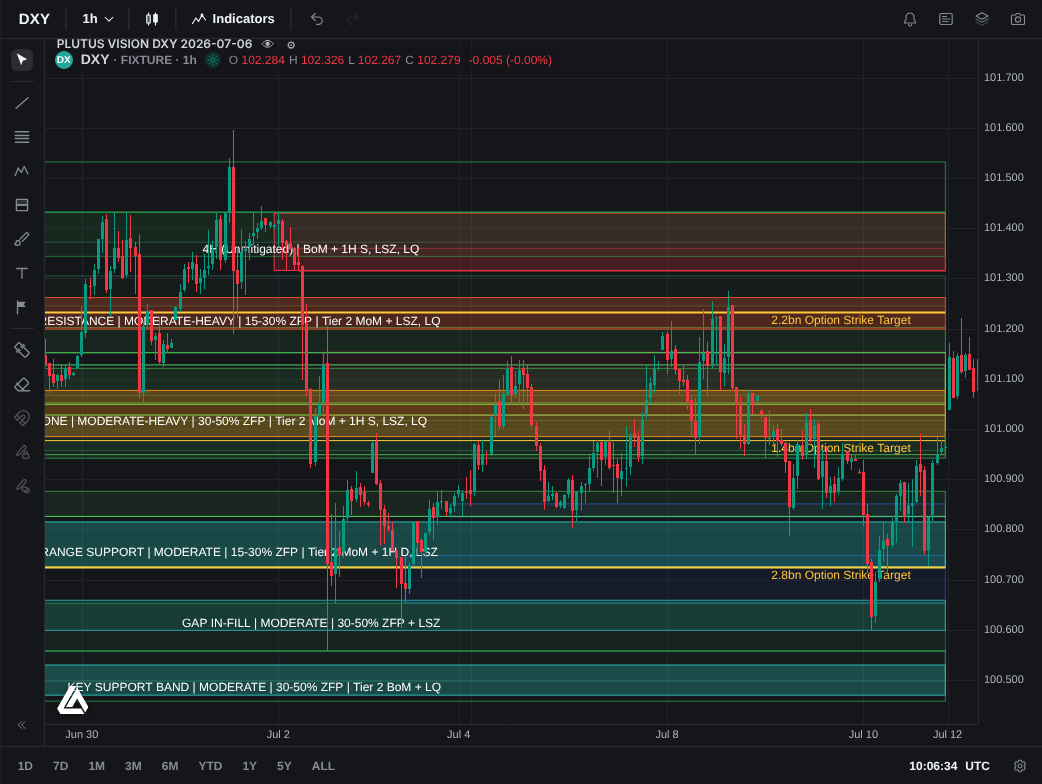 DXY 1h Indicators
PLUTUS VISION DXY 2026-07-06
DX DXY · FIXTURE · 1h O 102.284 H 102.326 L 102.267 C 102.279 -0.005 (-0.00%)
101.700
101.600
101.500
101.400
4H (Unmitigated) | BoM + 1H S, LSZ, LQ
101.300
RESISTANCE | MODERATE-HEAVY | 15-30% ZFP | Tier 2 MoM + LSZ, LQ
2.2bn Option Strike Target
101.200
101.100
ONE | MODERATE-HEAVY | 30-50% ZFP | Tier 2 MoM + 1H S, LSZ, LQ
101.000
1.4bn Option Strike Target
100.900
100.800
RANGE SUPPORT | MODERATE | 15-30% ZFP | Tier 2 MoM + 1H D, LSZ
2.8bn Option Strike Target
100.700
GAP IN-FILL | MODERATE | 30-50% ZFP + LSZ
100.600
KEY SUPPORT BAND | MODERATE | 30-50% ZFP | Tier 2 BoM + LQ
100.500
Jun 30 Jul 2 Jul 4 Jul 8 Jul 10 Jul 12
1D 7D 1M 3M 6M YTD 1Y 5Y ALL 10:06:34 UTC